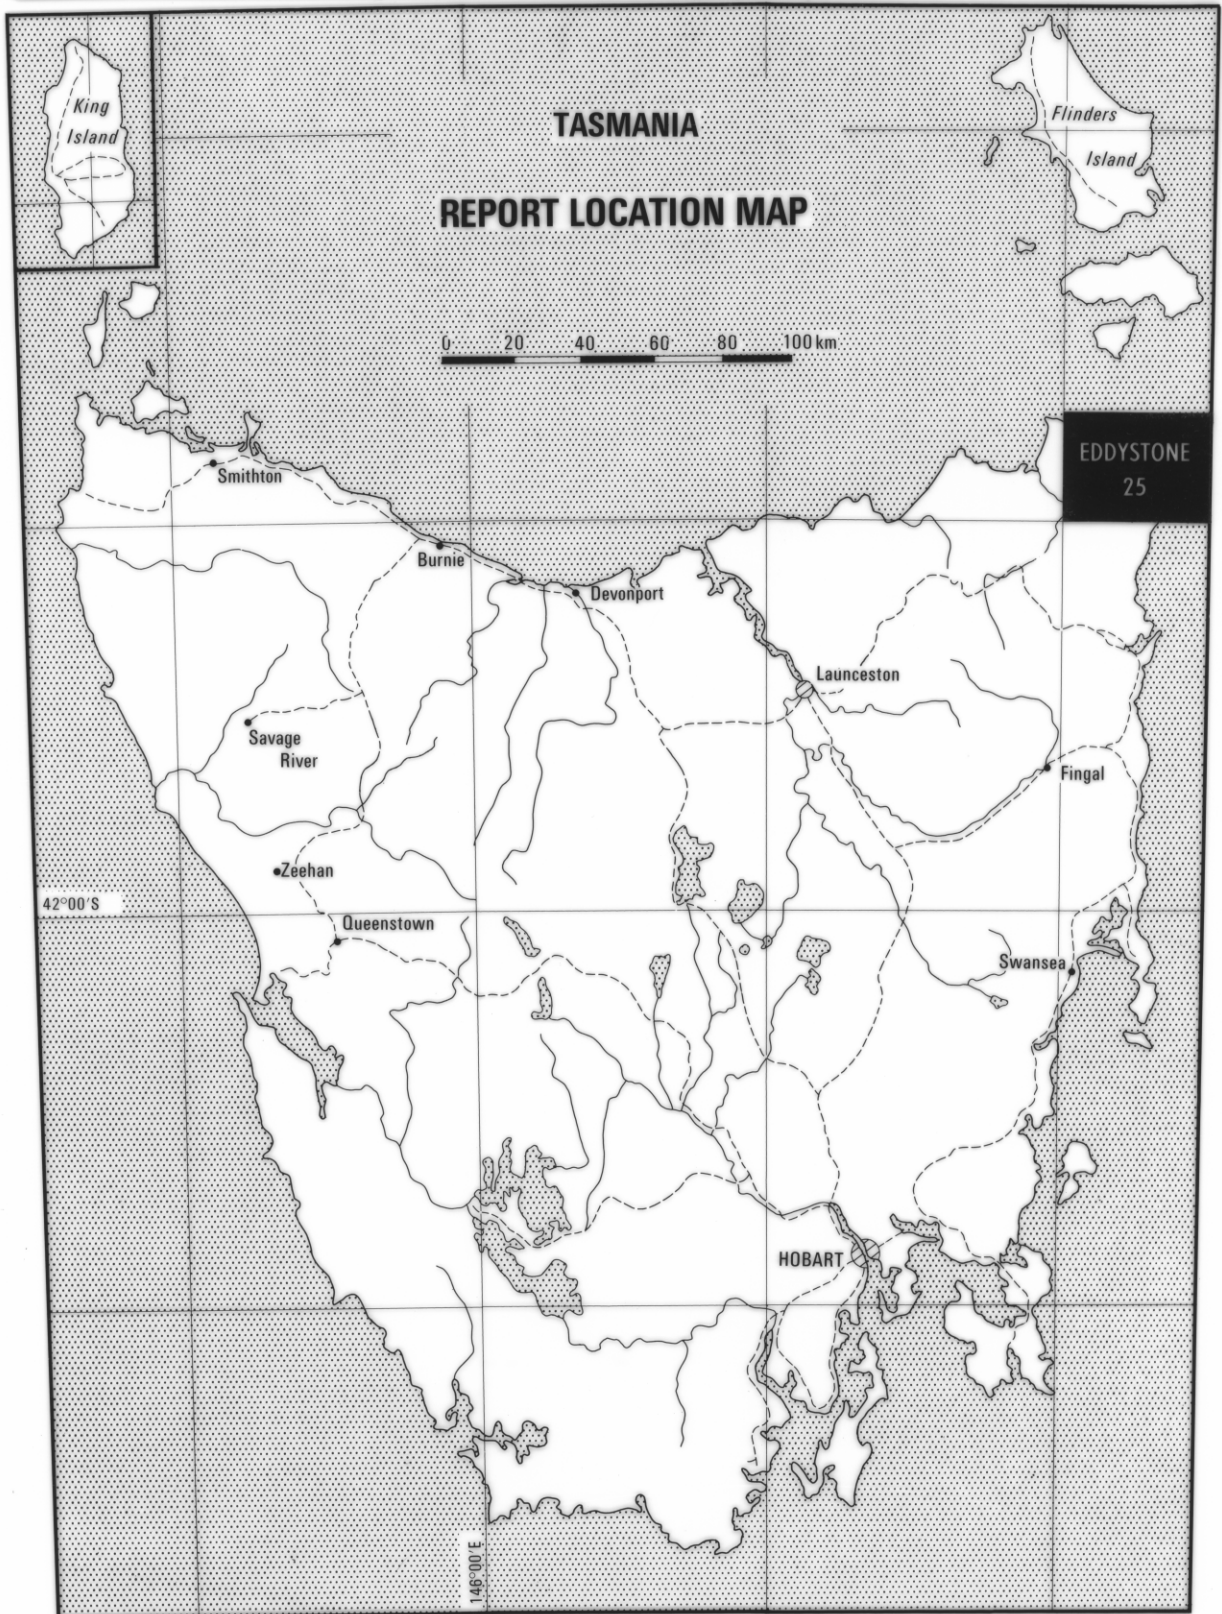 King
Island
TASMANIA
REPORT LOCATION MAP
Flinders
Island
0 20 40 60 80 100 km
EDDYSTONE
25
Smithton
Burnie
Devonport
Launceston
Savage
River
Fingal
Zeehan
42°00'S
Queenstown
Swansea
HOBART
146°00'E